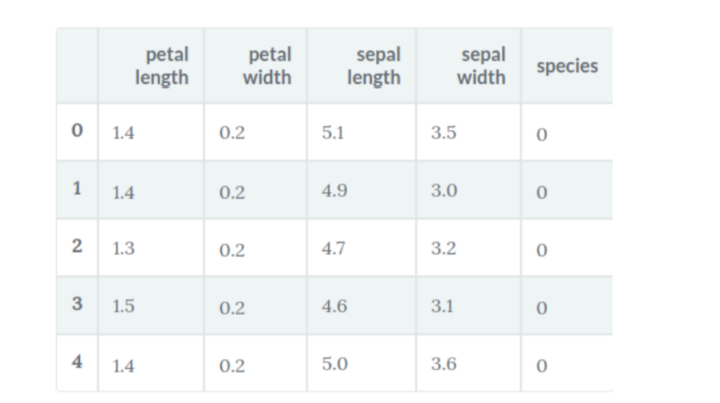 petal length petal width sepal length sepal width species
0 1.4 0.2 5.1 3.5 0
1 1.4 0.2 4.9 3.0 0
2 1.3 0.2 4.7 3.2 0
3 1.5 0.2 4.6 3.1 0
4 1.4 0.2 5.0 3.6 0